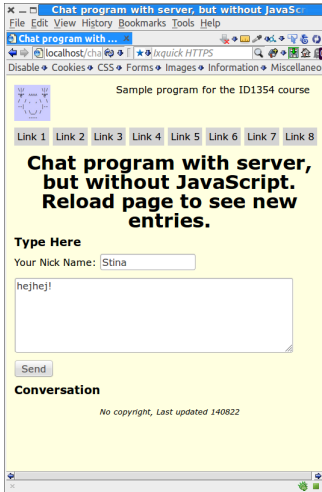 Chat program with server, but without JavaScr
File Edit View History Bookmarks Tools Help
Chat program with ...
localhost/cha
Ixquick HTTPS
Disable Cookies CSS Forms Images Information Miscellaneo
Sample program for the ID1354 course
Link 1 Link 2 Link 3 Link 4 Link 5 Link 6 Link 7 Link 8
Chat program with server,
but without JavaScript.
Reload page to see new
entries.
Type Here
Your Nick Name: Stina
hejhej!
Send
Conversation
No copyright, Last updated 140822